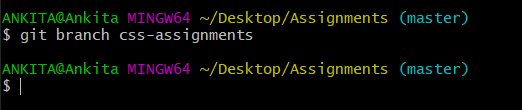 ANKITA@Ankita MINGW64 ~/Desktop/Assignments (master)
$ git branch css-assignments
ANKITA@Ankita MINGW64 ~/Desktop/Assignments (master)
$